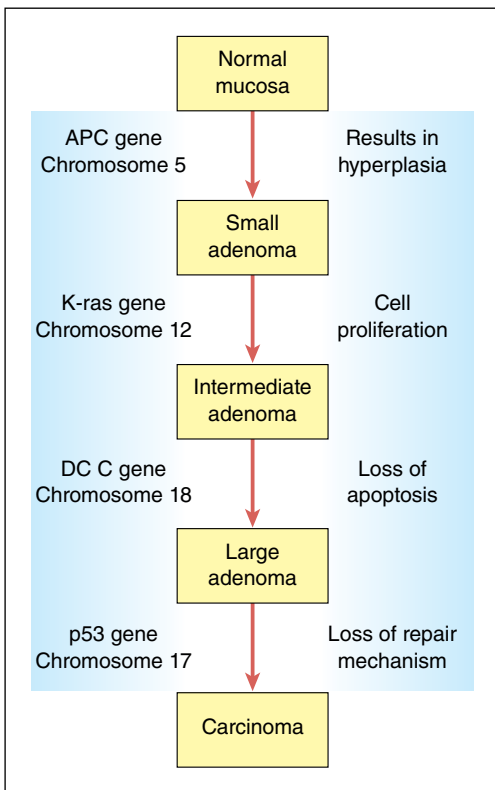 Normal
mucosa
APC gene
Chromosome 5
Results in
hyperplasia
Small
adenoma
K-ras gene
Chromosome 12
Cell
proliferation
Intermediate
adenoma
DC C gene
Chromosome 18
Loss of
apoptosis
Large
adenoma
p53 gene
Chromosome 17
Loss of repair
mechanism
Carcinoma